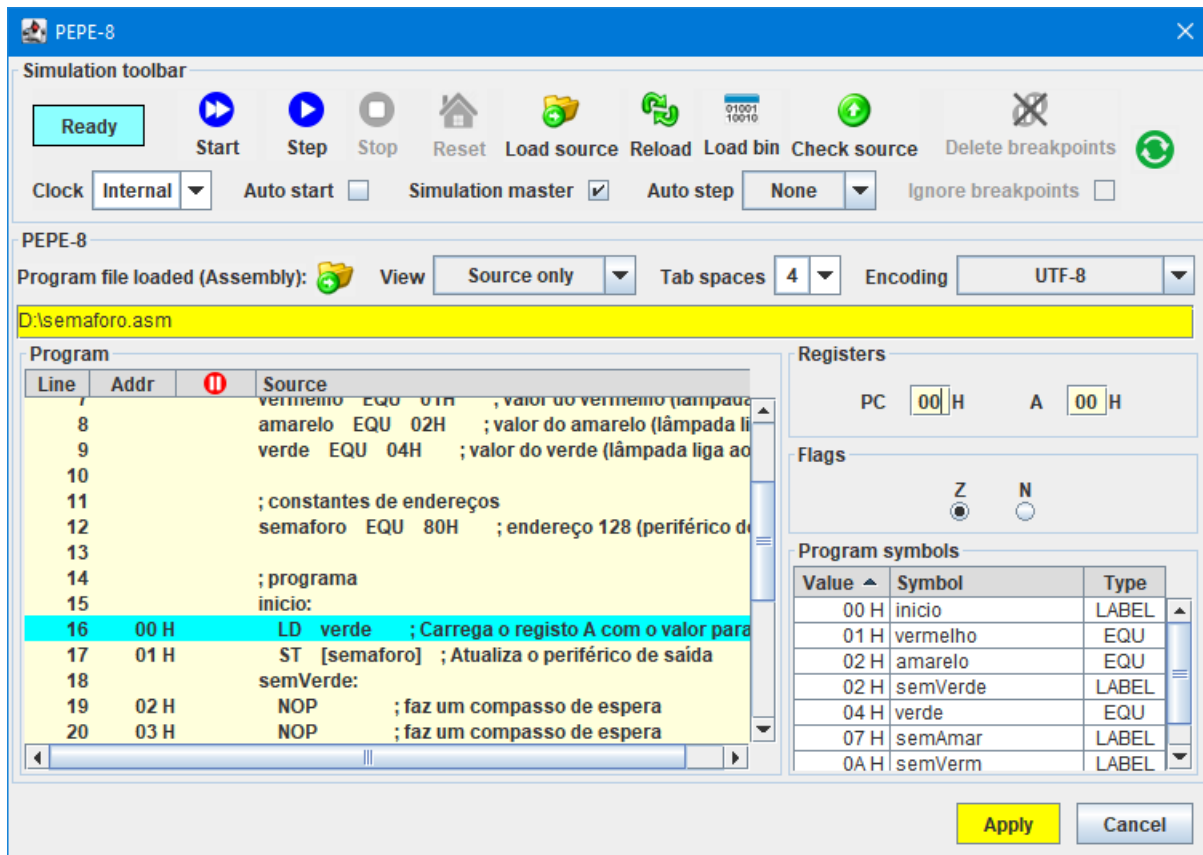 PEPE-8
Simulation toolbar
Ready
Start Step Stop Reset Load source Reload 01001 10010 Load bin Check source Delete breakpoints
Clock Internal Auto start Simulation master Auto step None Ignore breakpoints
PEPE-8
Program file loaded (Assembly): View Source only Tab spaces 4 Encoding UTF-8
D:\semaforo.asm
Program
Line Addr Source
7 vermelho EQU 01H ; valor do vermelho (lâmpada
8 amarelo EQU 02H ; valor do amarelo (lâmpada li
9 verde EQU 04H ; valor do verde (lâmpada liga ao
10
11 ; constantes de endereços
12 semaforo EQU 80H ; endereço 128 (periférico de
13
14 ; programa
15 inicio:
16 00 H LD verde ; Carrega o registo A com o valor para
17 01 H ST [semaforo] ; Atualiza o periférico de saída
18 semVerde:
19 02 H NOP ; faz um compasso de espera
20 03 H NOP ; faz um compasso de espera
Registers
PC 00 H A 00 H
Flags
Z N
Program symbols
Value Symbol Type
00 H inicio LABEL
01 H vermelho EQU
02 H amarelo EQU
02 H semVerde LABEL
04 H verde EQU
07 H semAmar LABEL
0A H semVerm LABEL
Apply Cancel